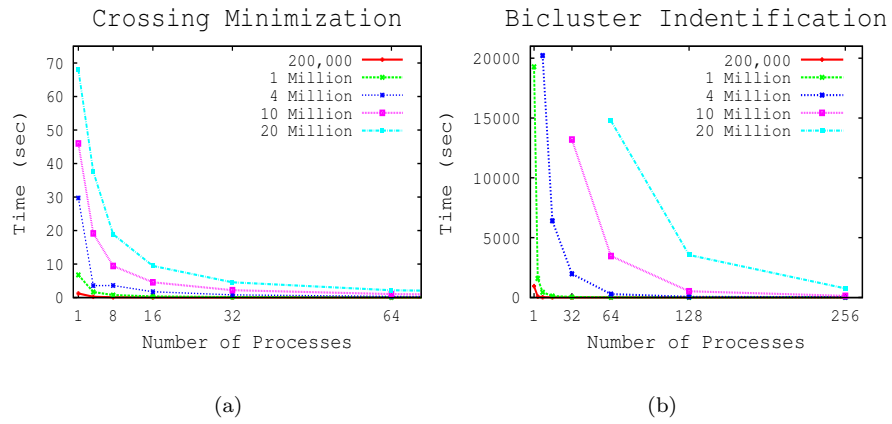 Crossing Minimization
Time (sec)
70
60
50
40
30
20
10
0
200,000
1 Million
4 Million
10 Million
20 Million
1 8 16 32 64
Number of Processes
(a)
Bicluster Indentification
Time (sec)
20000
15000
10000
5000
0
200,000
1 Million
4 Million
10 Million
20 Million
1 32 64 128 256
Number of Processes
(b)